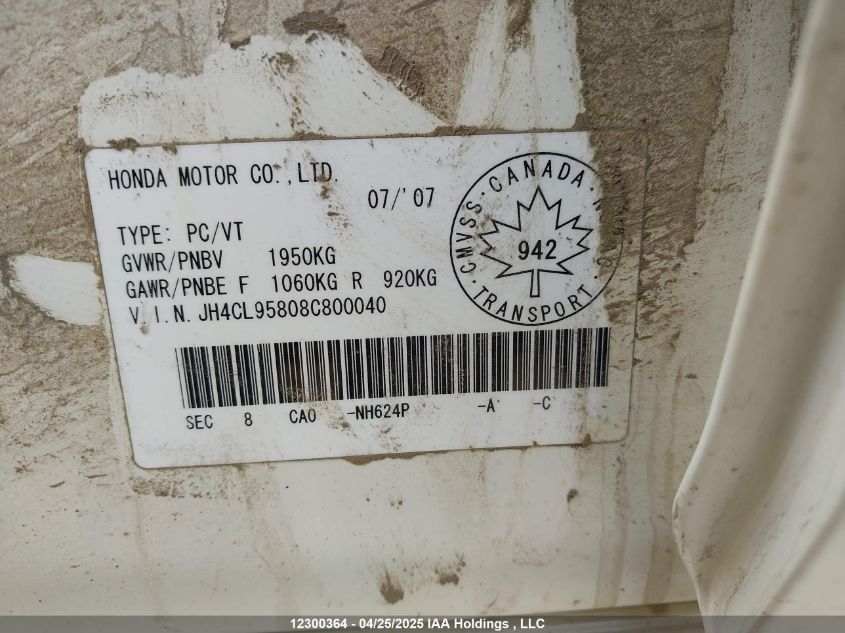 HONDA MOTOR CO.,LTD.
07/'07
TYPE: PC/VT
GVWR/PNBV 1950KG
GAWR/PNBE F 1060KG R 920KG
V.I.N. JH4CL95808C800040
SEC 8 CA0 -NH624P -A -C
CMVSS · CANADA ·
942
· TRANSPORT ·
12300364 - 04/25/2025 IAA Holdings , LLC